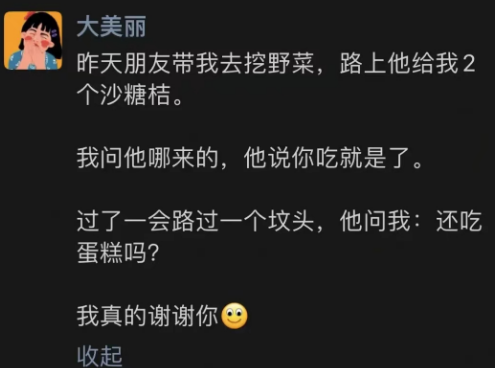 大美丽
昨天朋友带我去挖野菜，路上他给我2
个沙糖桔。
我问他哪来的，他说你吃就是了。
过了一会路过一个坟头，他问我：还吃
蛋糕吗?
我真的谢谢你🙂
收起